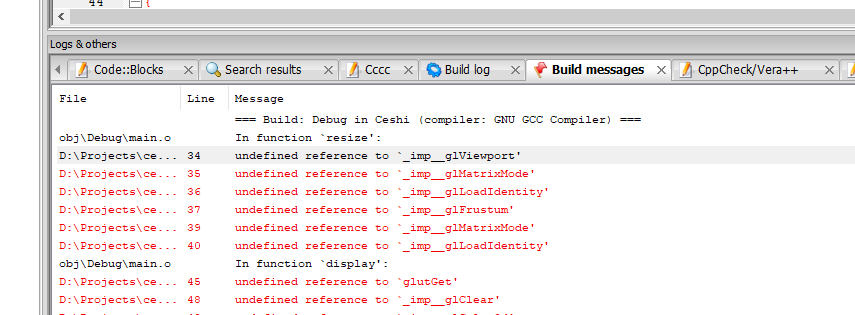 44 {
Logs & others
Code::Blocks Search results Cccc Build log Build messages CppCheck/Vera++
File Line Message
=== Build: Debug in Ceshi (compiler: GNU GCC Compiler) ===
obj\Debug\main.o In function `resize':
D:\Projects\ce... 34 undefined reference to `_imp__glViewport'
D:\Projects\ce... 35 undefined reference to `_imp__glMatrixMode'
D:\Projects\ce... 36 undefined reference to `_imp__glLoadIdentity'
D:\Projects\ce... 37 undefined reference to `_imp__glFrustum'
D:\Projects\ce... 39 undefined reference to `_imp__glMatrixMode'
D:\Projects\ce... 40 undefined reference to `_imp__glLoadIdentity'
obj\Debug\main.o In function `display':
D:\Projects\ce... 45 undefined reference to `glutGet'
D:\Projects\ce... 48 undefined reference to `_imp__glClear'